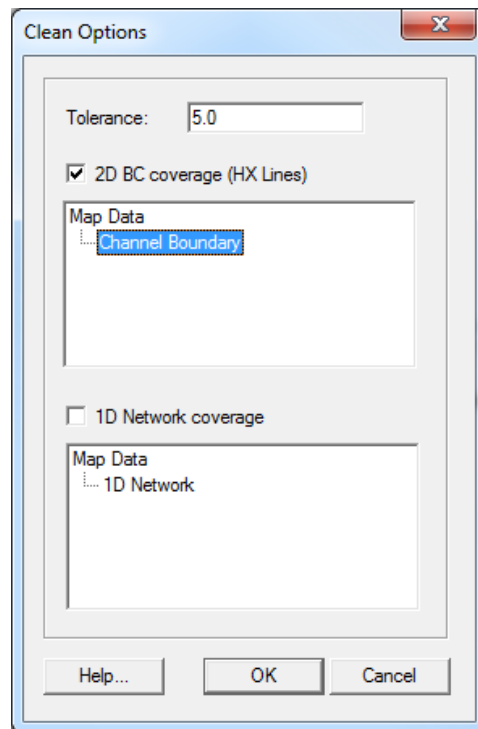 Clean Options
Tolerance: 5.0
2D BC coverage (HX Lines)
Map Data
Channel Boundary
1D Network coverage
Map Data
1D Network
Help... OK Cancel